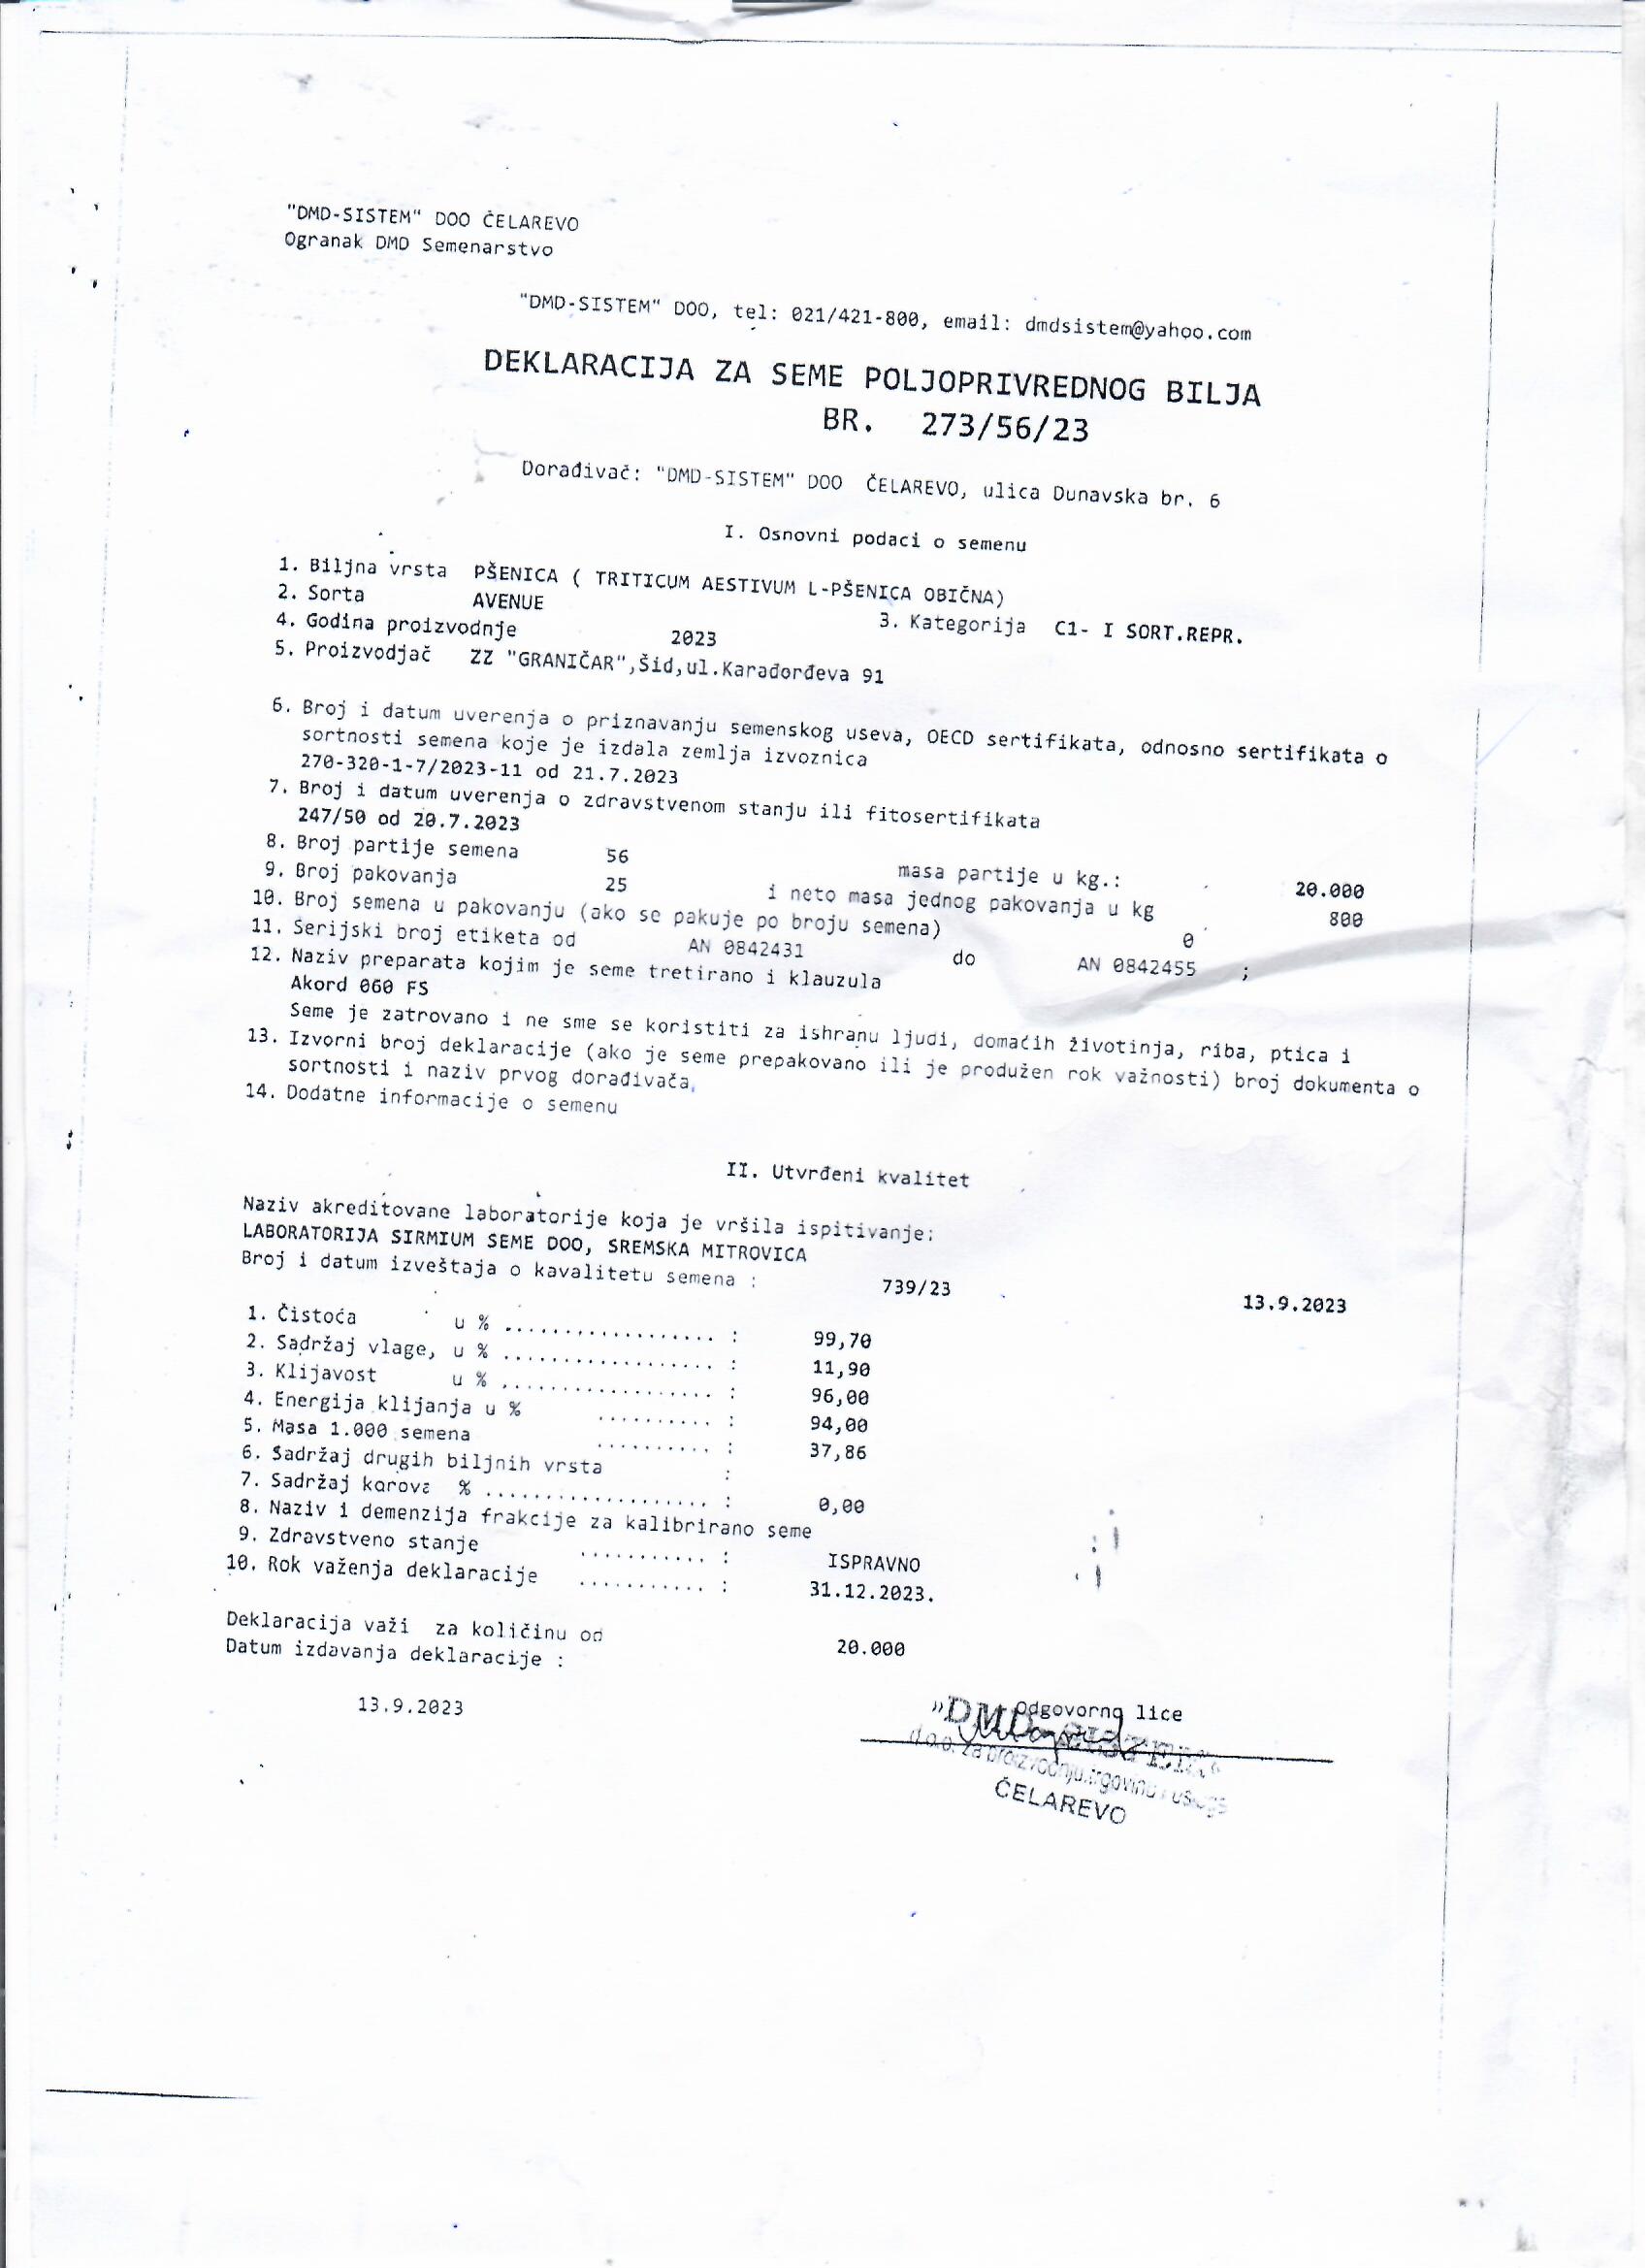 "DMD-SISTEM" DOO ČELAREVO
Ogranak DMD Semenarstvo
"DMD-SISTEM" DOO, tel: 021/421-800, email: dmdsistem@yahoo.com
DEKLARACIJA ZA SEME POLJOPRIVREDNOG BILJA
BR. 273/56/23
Dorađivač: "DMD-SISTEM" DOO ČELAREVO, ulica Dunavska br. 6
I. Osnovni podaci o semenu
1. Biljna vrsta PŠENICA ( TRITICUM AESTIVUM L-PŠENICA OBIČNA)
2. Sorta AVENUE 3. Kategorija C1- I SORT.REPR.
4. Godina proizvodnje 2023
5. Proizvodjač ZZ "GRANIČAR",Šid,ul.Karađorđeva 91
6. Broj i datum uverenja o priznavanju semenskog useva, OECD sertifikata, odnosno sertifikata o
sortnosti semena koje je izdala zemlja izvoznica
270-320-1-7/2023-11 od 21.7.2023
7. Broj i datum uverenja o zdravstvenom stanju ili fitosertifikata
247/50 od 20.7.2023
8. Broj partije semena 56 masa partije u kg.: 20.000
9. Broj pakovanja 25 i neto masa jednog pakovanja u kg 800
10. Broj semena u pakovanju (ako se pakuje po broju semena) 0
11. Serijski broj etiketa od AN 0842431 do AN 0842455 ;
12. Naziv preparata kojim je seme tretirano i klauzula
Akord 060 FS
Seme je zatrovano i ne sme se koristiti za ishranu ljudi, domaćih životinja, riba, ptica i
13. Izvorni broj deklaracije (ako je seme prepakovano ili je produžen rok važnosti) broj dokumenta o
sortnosti i naziv prvog dorađivača.
14. Dodatne informacije o semenu
II. Utvrđeni kvalitet
Naziv akreditovane laboratorije koja je vršila ispitivanje:
LABORATORIJA SIRMIUM SEME DOO, SREMSKA MITROVICA
Broj i datum izveštaja o kavalitetu semena : 739/23 13.9.2023
1. Čistoća u % .................. : 99,70
2. Sadržaj vlage, u % .................. : 11,90
3. Klijavost u % .................. : 96,00
4. Energija klijanja u % .......... : 94,00
5. Masa 1.000 semena .......... : 37,86
6. Sadržaj drugih biljnih vrsta :
7. Sadržaj korova % ................... : 0,00
8. Naziv i demenzija frakcije za kalibrirano seme
9. Zdravstveno stanje ........... : ISPRAVNO
10. Rok važenja deklaracije ........... : 31.12.2023.
Deklaracija važi za količinu od 20.000
Datum izdavanja deklaracije :
13.9.2023
Odgovorno lice
"DMD-SISTEM"
d.o.o. za proizvodnju, trgovinu i usluge
ČELAREVO